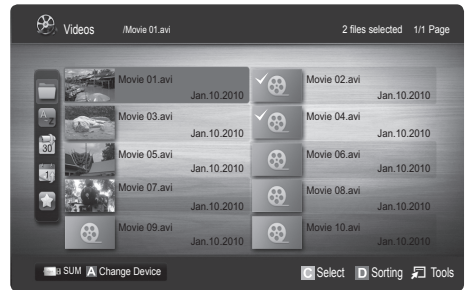 Videos /Movie 01.avi 2 files selected 1/1 Page
Movie 01.avi Movie 02.avi
Jan.10.2010 Jan.10.2010
Movie 03.avi Movie 04.avi
Jan.10.2010 Jan.10.2010
30
Movie 05.avi Movie 06.avi
Jan.10.2010 Jan.10.2010
1
Movie 07.avi Movie 08.avi
Jan.10.2010 Jan.10.2010
Movie 09.avi Movie 10.avi
Jan.10.2010 Jan.10.2010
SUM A Change Device C Select D Sorting Tools